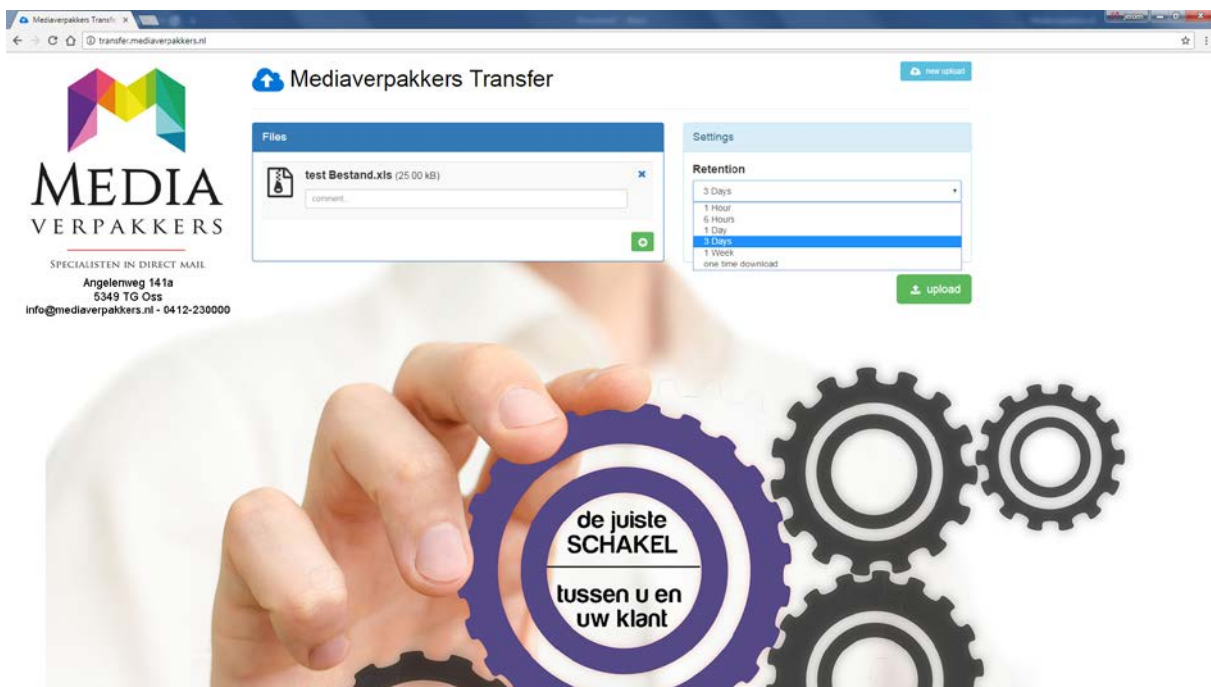 Mediaverpakkers Transfe
transfer.mediaverpakkers.nl
MEDIA
VERPAKKERS
SPECIALISTEN IN DIRECT MAIL
Angelenweg 141a
5349 TG Oss
info@mediaverpakkers.nl - 0412-230000
Mediaverpakkers Transfer
new upload
Files
test Bestand.xls (25.00 kB)
comment..
Settings
Retention
3 Days
1 Hour
6 Hours
1 Day
3 Days
1 Week
one time download
upload
de juiste
SCHAKEL
tussen u en
uw klant